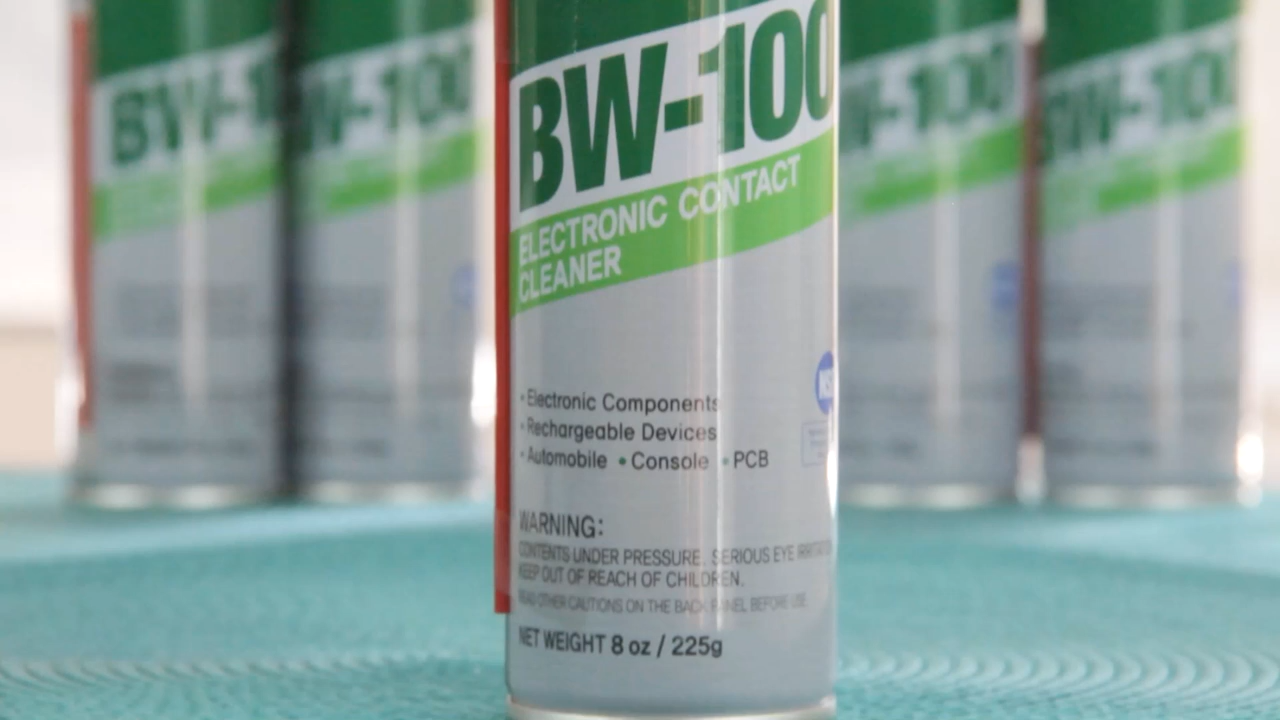 BW-100
ELECTRONIC CONTACT
CLEANER
• Electronic Components
• Rechargeable Devices
• Automobile • Console • PCB
WARNING:
CONTENTS UNDER PRESSURE. SERIOUS EYE
KEEP OUT OF REACH OF CHILDREN.
READ OTHER CAUTIONS ON THE BACK PANEL BEFORE USE
NET WEIGHT 8 oz / 225g